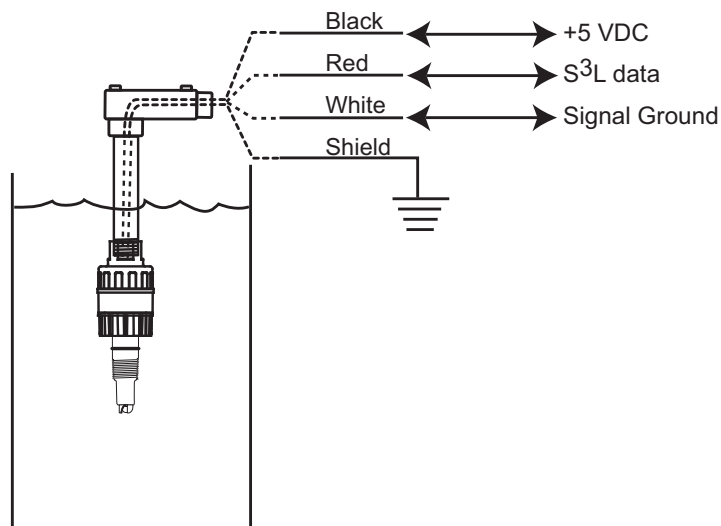 Black
+5 VDC
Red
S³L data
White
Signal Ground
Shield